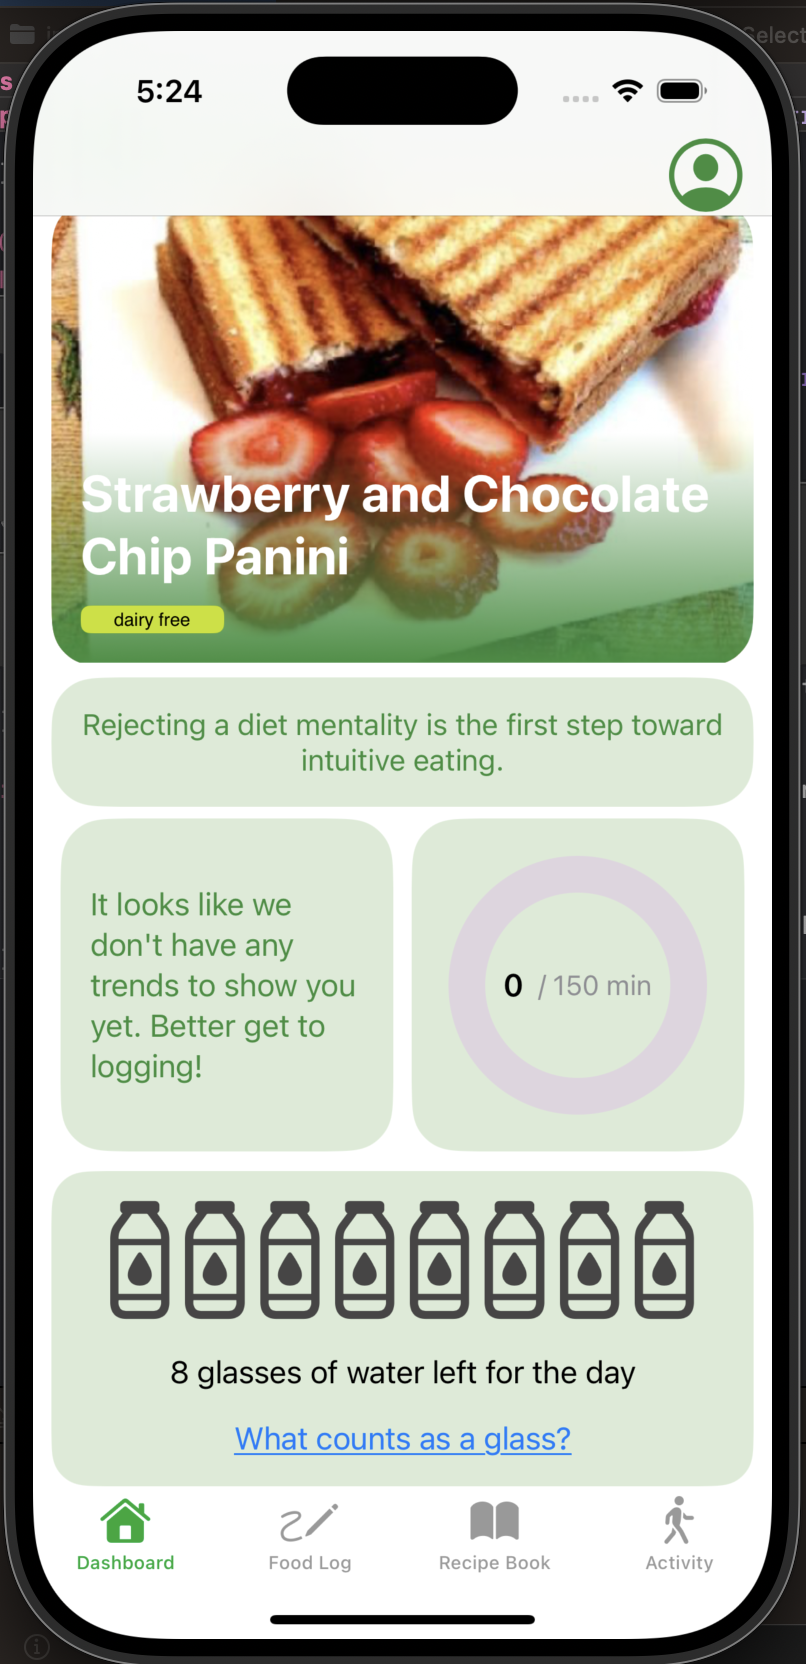 Select
5:24
Strawberry and Chocolate
Chip Panini
dairy free
Rejecting a diet mentality is the first step toward
intuitive eating.
It looks like we
don't have any
trends to show you
yet. Better get to
logging!
0 / 150 min
8 glasses of water left for the day
What counts as a glass?
Dashboard
Food Log
Recipe Book
Activity